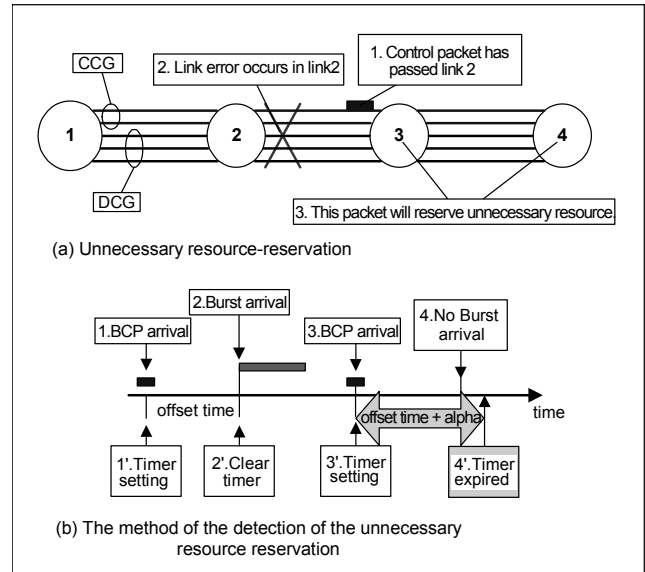 CCG
2. Link error occurs in link2
1. Control packet has
passed link 2
1
2
3
4
DCG
3. This packet will reserve unnecessary resource.
(a) Unnecessary resource-reservation
2.Burst arrival
1.BCP arrival
3.BCP arrival
4.No Burst
arrival
offset time
offset time + alpha
time
1'.Timer
setting
2'.Clear
timer
3'.Timer
setting
4'.Timer
expired
(b) The method of the detection of the unnecessary
resource reservation